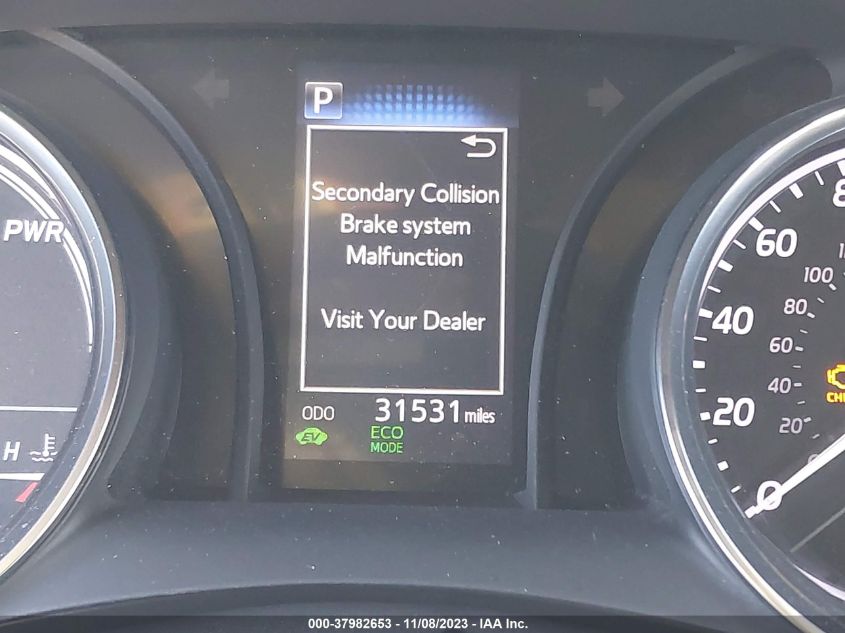 P
Secondary Collision
Brake system
Malfunction
Visit Your Dealer
ODO 31531 miles
EV ECO
MODE
PWR
H
60
40
20
0
100
80
60
40
20
000-37982653 - 11/08/2023 - IAA Inc.